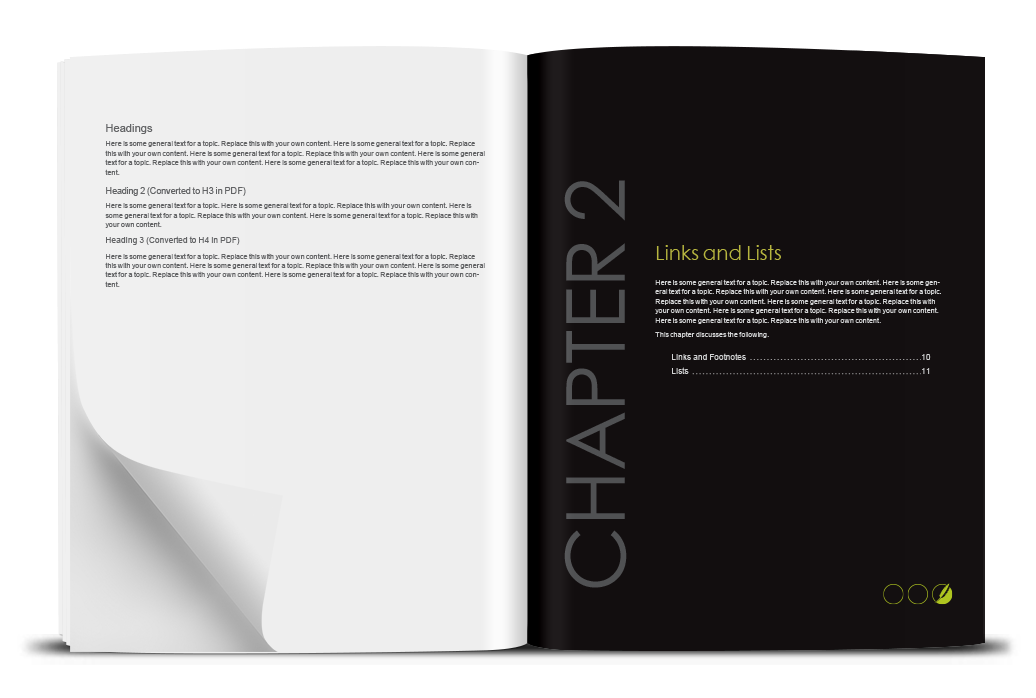 Headings
Here is some general text for a topic. Replace this with your own content. Here is some general text for a topic. Replace
this with your own content. Here is some general text for a topic. Replace this with your own content. Here is some general
text for a topic. Replace this with your own content. Here is some general text for a topic. Replace this with your own con-
tent.
Heading 2 (Converted to H3 in PDF)
Here is some general text for a topic. Replace this with your own content. Here is some general text for a topic. Replace this with your own content. Here is
some general text for a topic. Replace this with your own content. Here is some general text for a topic. Replace this with
your own content.
Heading 3 (Converted to H4 in PDF)
Here is some general text for a topic. Replace this with your own content. Here is some general text for a topic. Replace
this with your own content. Here is some general text for a topic. Replace this with your own content. Here is some general
text for a topic. Replace this with your own content. Here is some general text for a topic. Replace this with your own con-
tent.
CHAPTER 2
Links and Lists
Here is some general text for a topic. Replace this with your own content. Here is some gen-
eral text for a topic. Replace this with your own content. Here is some general text for a topic.
Replace this with your own content. Here is some general text for a topic. Replace this with
your own content. Here is some general text for a topic. Replace this with your own content.
Here is some general text for a topic. Replace this with your own content.
This chapter discusses the following.
Links and Footnotes ........................................................ 10
Lists ........................................................................... 11